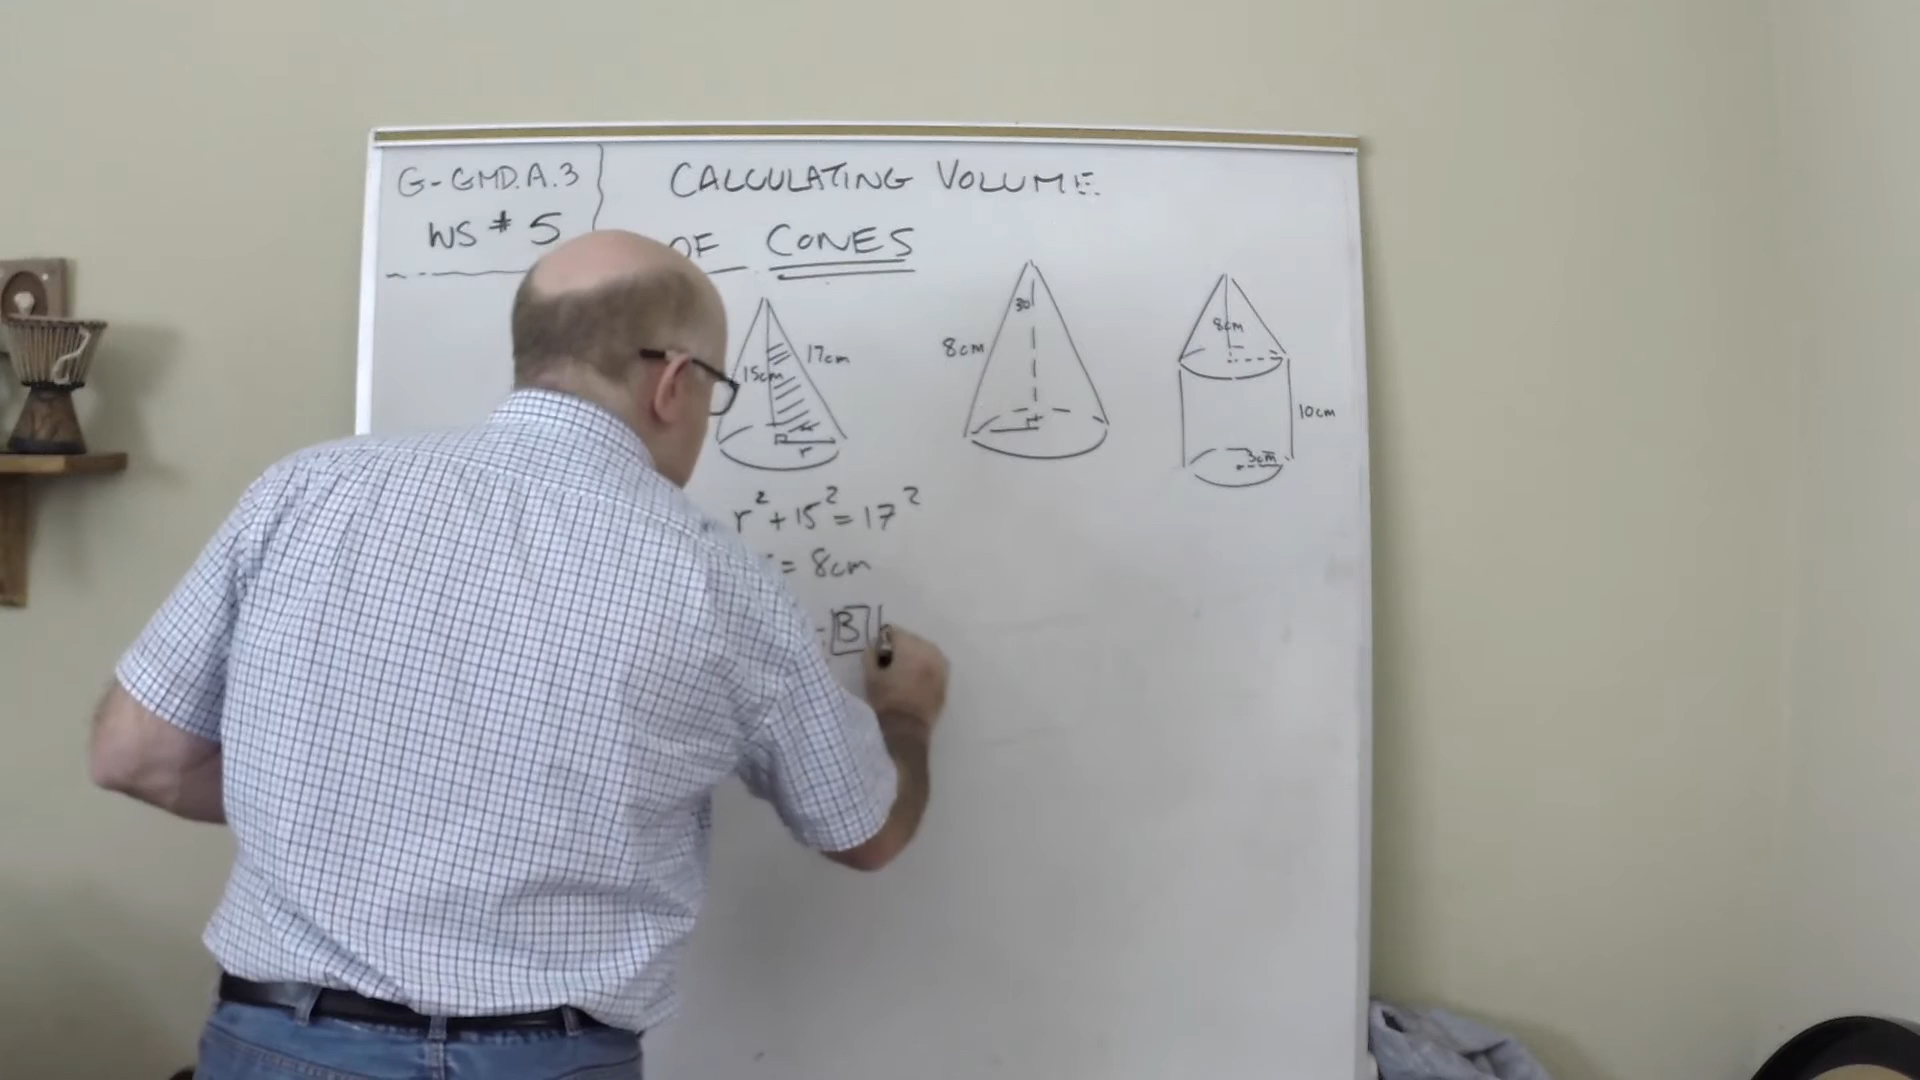 G-GMD.A.3
WS # 5
CALCULATING VOLUME
OF CONES
15cm
17cm
r
r² + 15² = 17²
= 8cm
B h
8cm
30
r
8cm
10cm
3cm